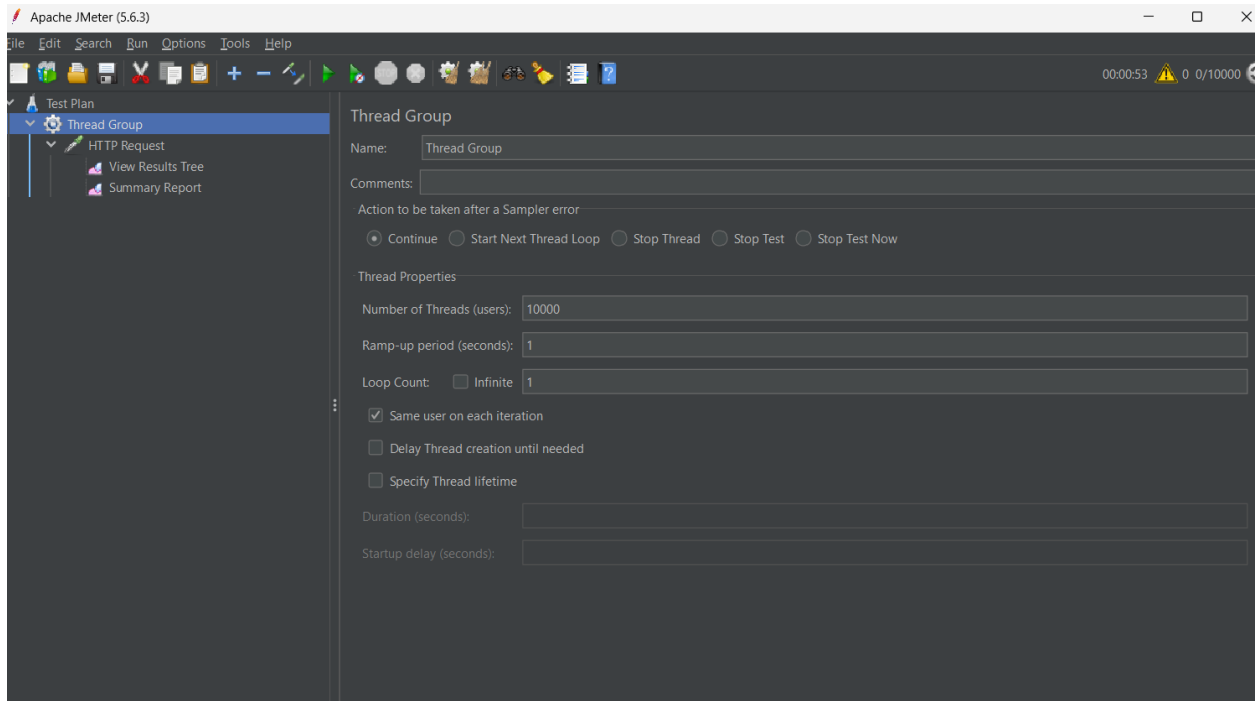 Apache JMeter (5.6.3)
File Edit Search Run Options Tools Help
00:00:53 0 0/10000
Test Plan
Thread Group
HTTP Request
View Results Tree
Summary Report
Thread Group
Name: Thread Group
Comments:
Action to be taken after a Sampler error
Continue Start Next Thread Loop Stop Thread Stop Test Stop Test Now
Thread Properties
Number of Threads (users): 10000
Ramp-up period (seconds): 1
Loop Count: Infinite 1
Same user on each iteration
Delay Thread creation until needed
Specify Thread lifetime
Duration (seconds):
Startup delay (seconds):